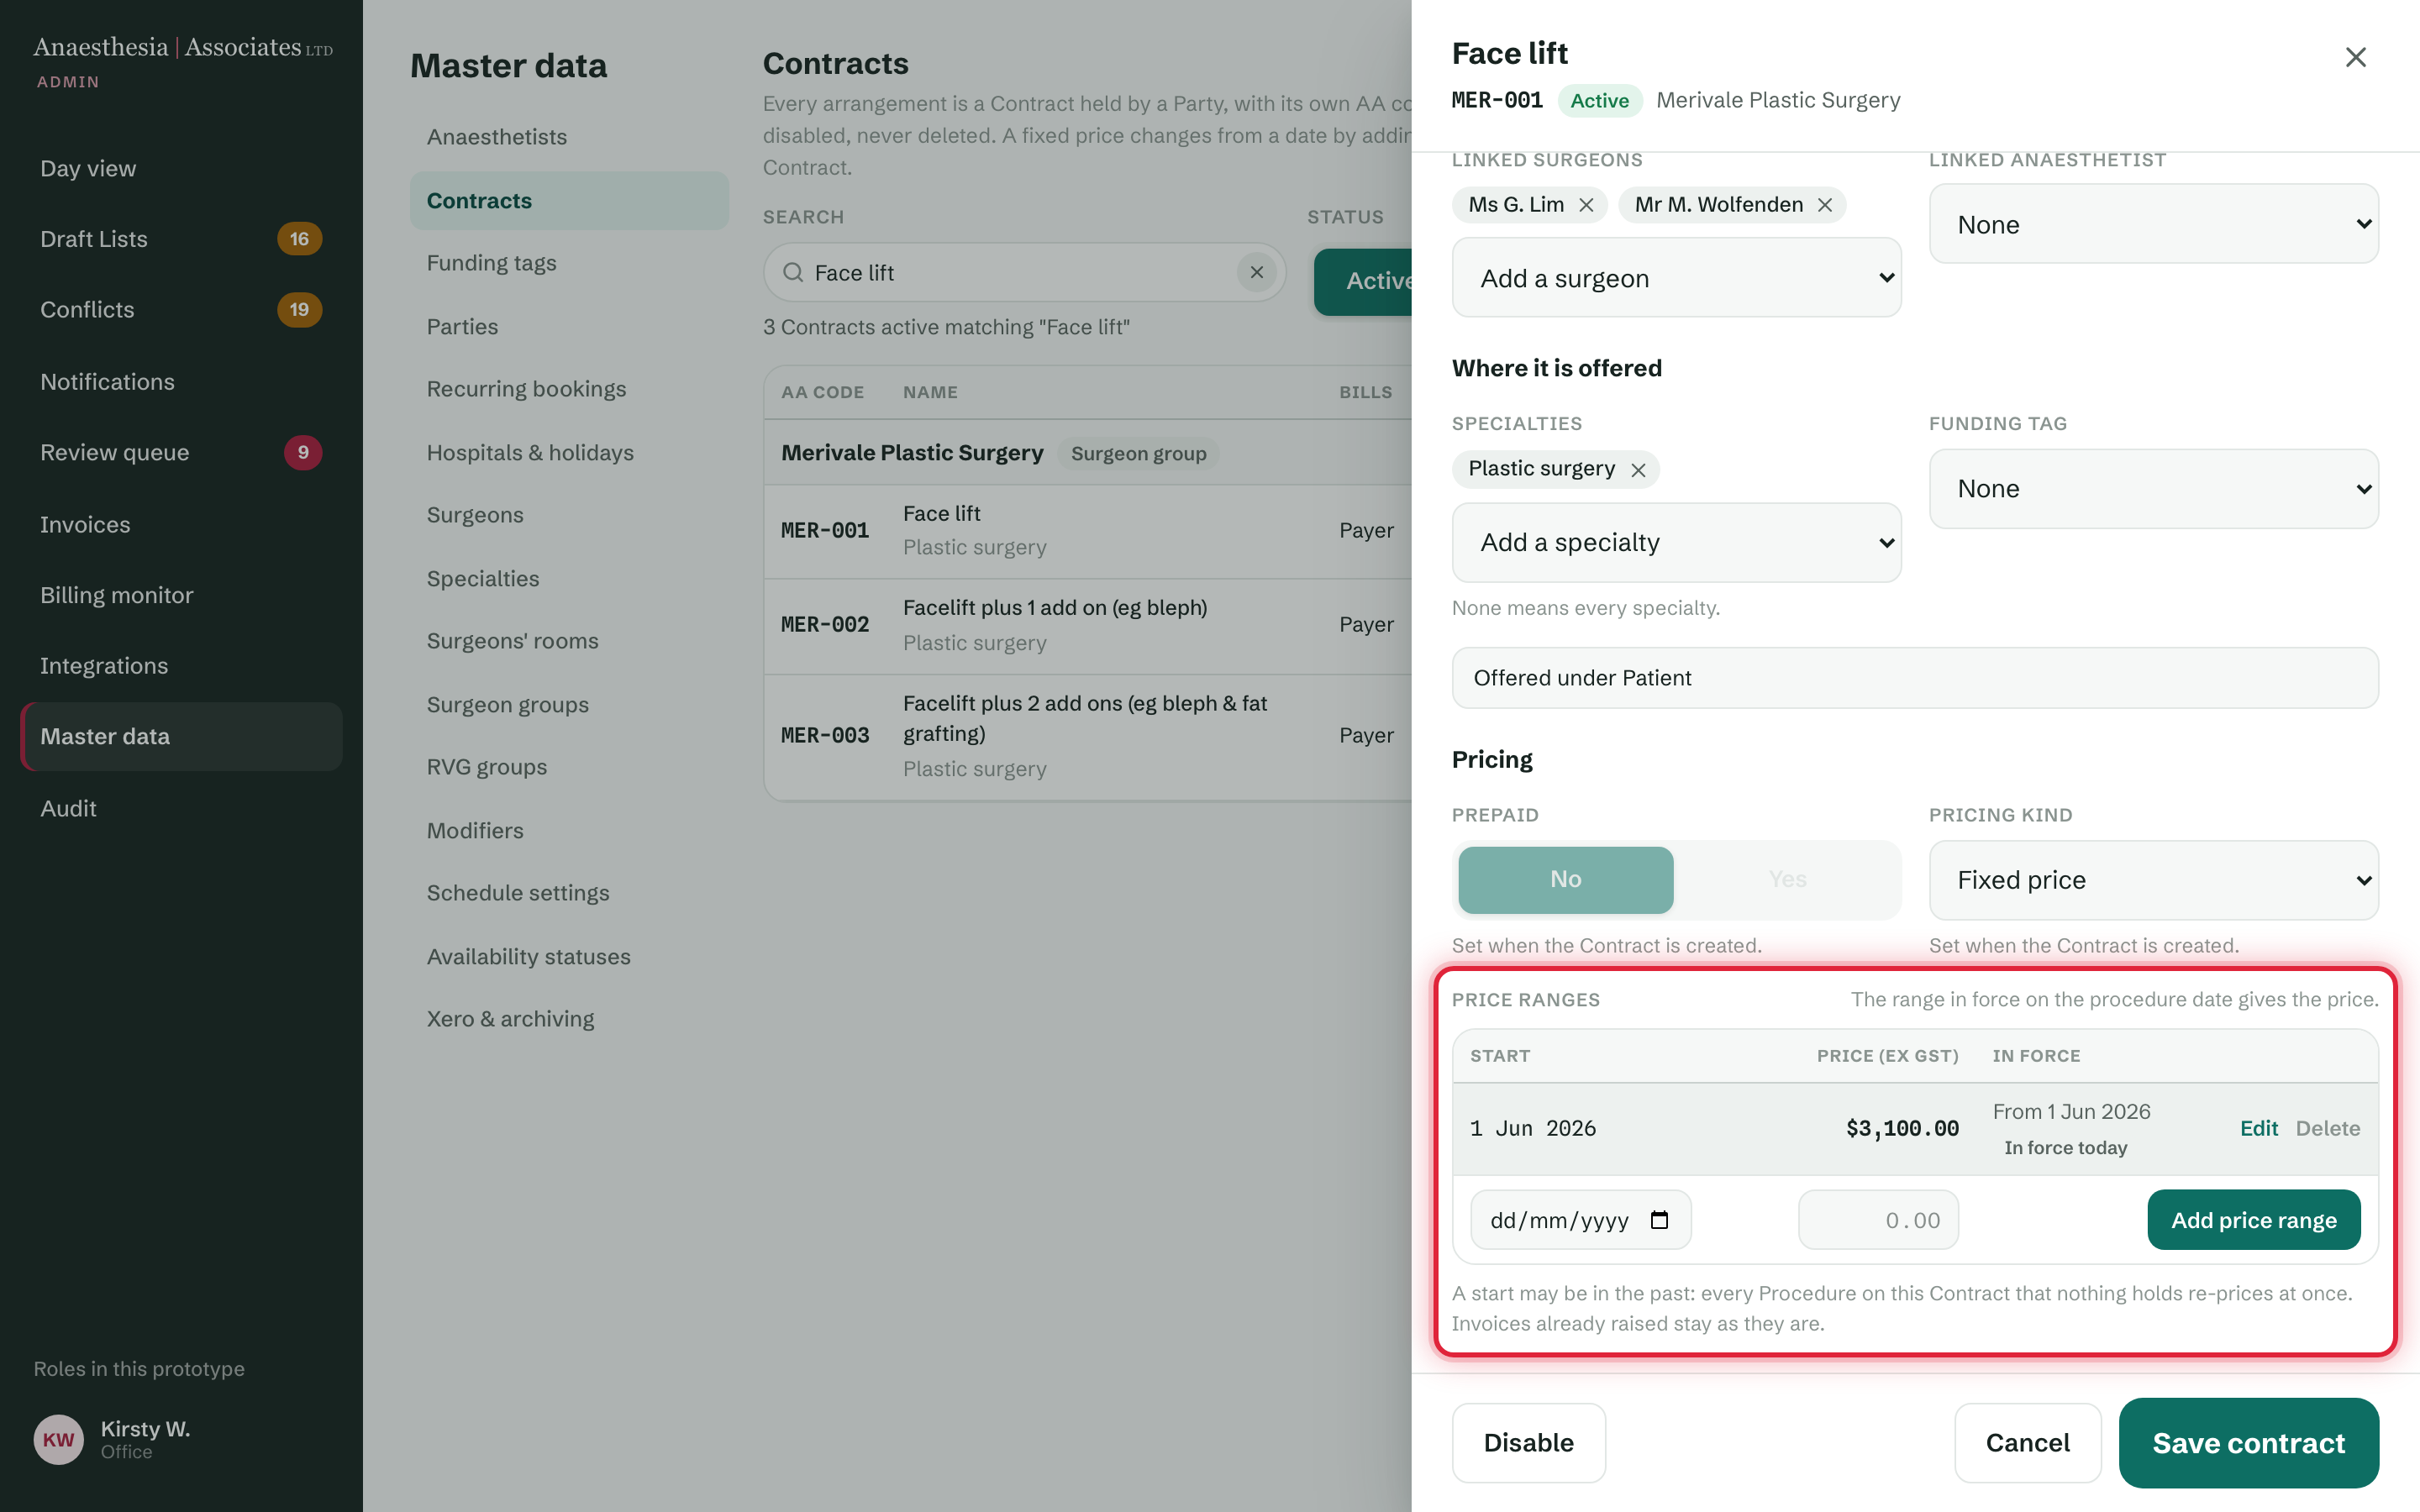 Anaesthesia | Associates LTD
ADMIN
Day view
Draft Lists 16
Conflicts 19
Notifications
Review queue 9
Invoices
Billing monitor
Integrations
Master data
Audit
Roles in this prototype
KW
Kirsty W.
Office
Master data
Anaesthetists
Contracts
Funding tags
Parties
Recurring bookings
Hospitals & holidays
Surgeons
Specialties
Surgeons' rooms
Surgeon groups
RVG groups
Modifiers
Schedule settings
Availability statuses
Xero & archiving
Contracts
Every arrangement is a Contract held by a Party, with its own AA co
disabled, never deleted. A fixed price changes from a date by addin
Contract.
SEARCH STATUS
Face lift
Active
3 Contracts active matching "Face lift"
AA CODE NAME BILLS
Merivale Plastic Surgery Surgeon group
MER-001 Face lift Payer
Plastic surgery
MER-002 Facelift plus 1 add on (eg bleph) Payer
Plastic surgery
MER-003 Facelift plus 2 add ons (eg bleph & fat
grafting) Payer
Plastic surgery
Face lift
MER-001 Active Merivale Plastic Surgery
LINKED SURGEONS LINKED ANAESTHETIST
Ms G. Lim Mr M. Wolfenden
None
Add a surgeon
Where it is offered
SPECIALTIES FUNDING TAG
Plastic surgery
None
Add a specialty
None means every specialty.
Offered under Patient
Pricing
PREPAID PRICING KIND
No Yes Fixed price
Set when the Contract is created. Set when the Contract is created.
PRICE RANGES The range in force on the procedure date gives the price.
START PRICE (EX GST) IN FORCE
1 Jun 2026 $3,100.00 From 1 Jun 2026
In force today
Edit Delete
dd/mm/yyyy 0.00 Add price range
A start may be in the past: every Procedure on this Contract that nothing holds re-prices at once.
Invoices already raised stay as they are.
Disable Cancel Save contract